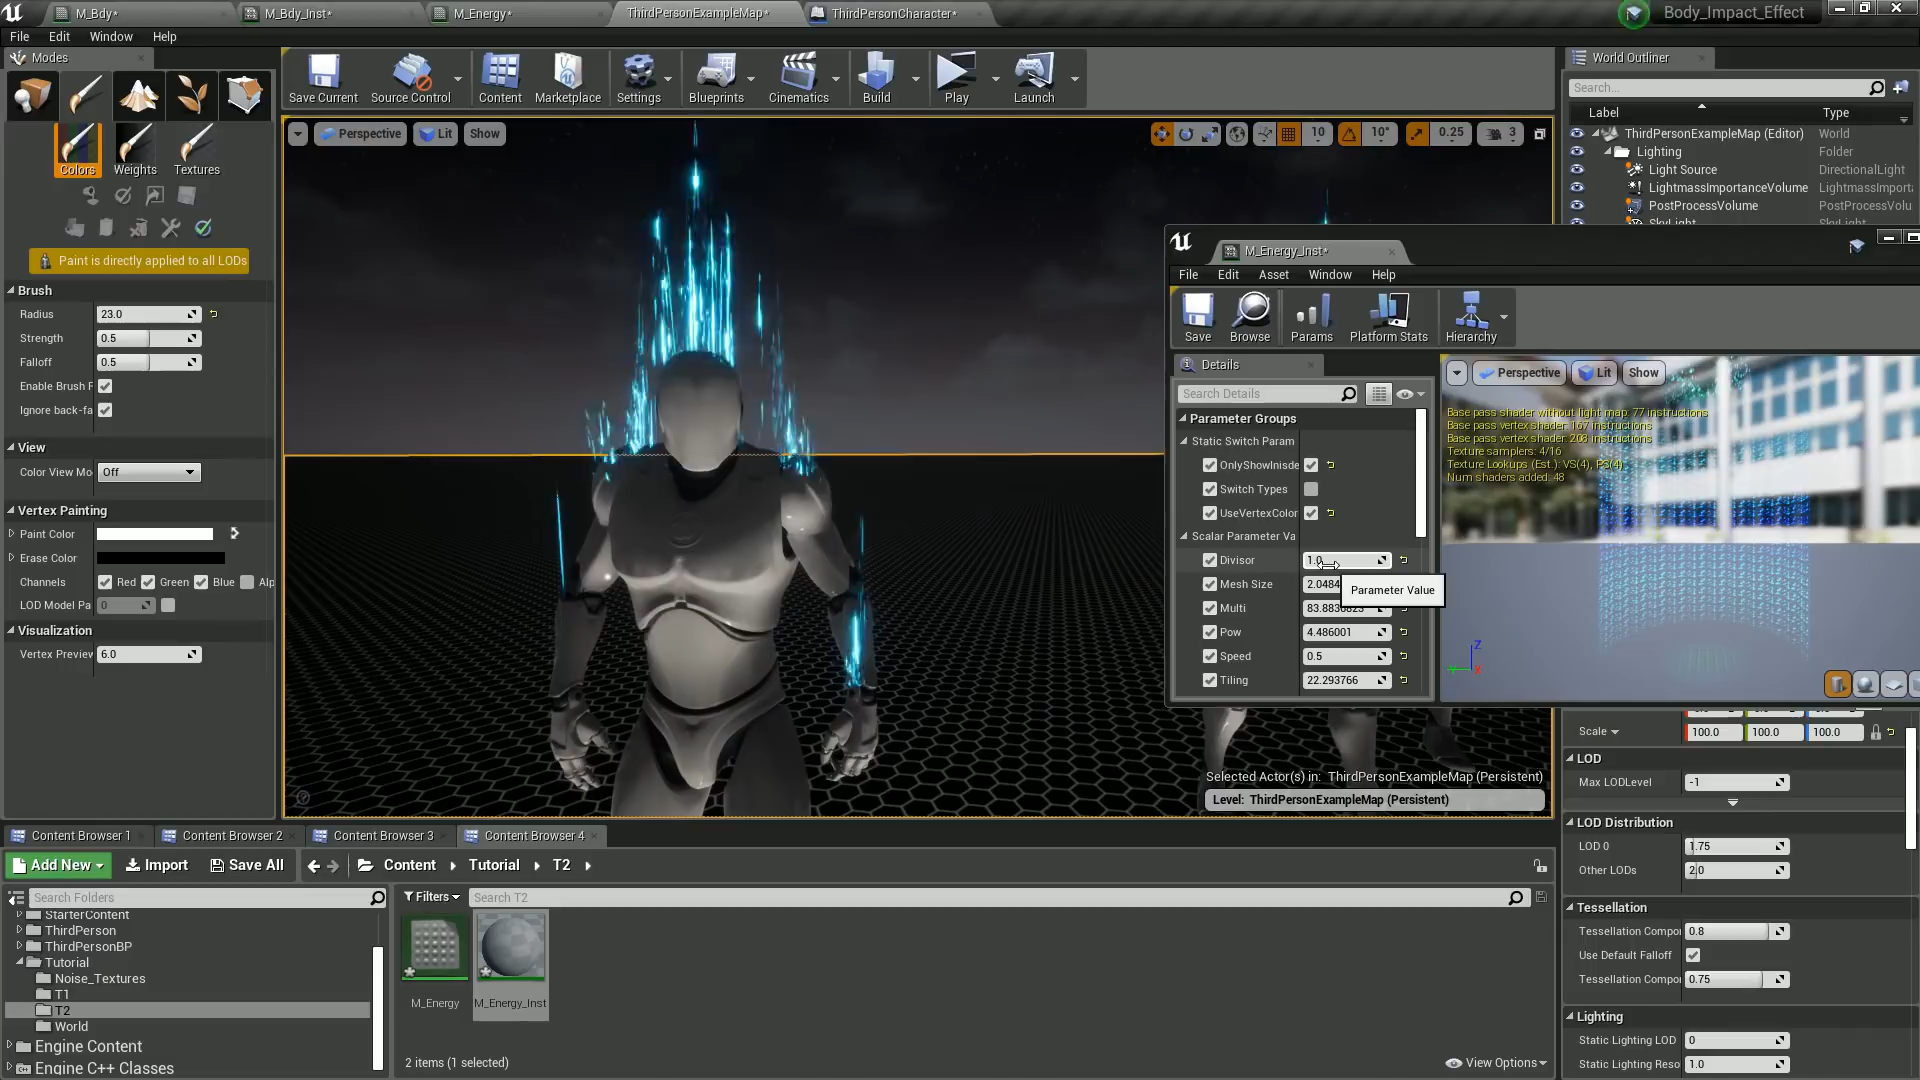 M_Bdy*
M_Bdy_Inst*
M_Energy*
ThirdPersonExampleMap*
ThirdPersonCharacter*
Body_Impact_Effect
File Edit Window Help
Modes
Colors Weights Textures
Paint is directly applied to all LODs
Brush
Radius 23.0
Strength 0.5
Falloff 0.5
Enable Brush F
Ignore back-fa
View
Color View Mo Off
Vertex Painting
Paint Color
Erase Color
Channels Red Green Blue Alp
LOD Model Pa 0
Visualization
Vertex Preview 6.0
Save Current Source Control Content Marketplace Settings Blueprints Cinematics Build Play Launch
Perspective Lit Show
10 10° 0.25 3
Selected Actor(s) in: ThirdPersonExampleMap (Persistent)
Level: ThirdPersonExampleMap (Persistent)
World Outliner
Search...
Label Type
ThirdPersonExampleMap (Editor) World
Lighting Folder
Light Source DirectionalLight
LightmassImportanceVolume LightmassImporta
PostProcessVolume PostProcessVolu
SkyLight
M_Energy_Inst*
File Edit Asset Window Help
Save Browse Params Platform Stats Hierarchy
Details
Search Details
Parameter Groups
Static Switch Param
OnlyShowInisde
Switch Types
UseVertexColor
Scalar Parameter Va
Divisor 1.0
Mesh Size 2.0484
Parameter Value
Multi 83.8830823
Pow 4.486001
Speed 0.5
Tiling 22.293766
Perspective Lit Show
Base pass shader without light map: 77 instructions
Base pass vertex shader: 167 instructions
Base pass vertex shader: 208 instructions
Texture samplers: 4/16
Texture Lookups (Est.): VS(4), PS(4)
Num shaders added: 48
Z
Y
X
Scale 100.0 100.0 100.0
LOD
Max LODLevel -1
LOD Distribution
LOD 0 1.75
Other LODs 2.0
Tessellation
Tessellation Compo 0.8
Use Default Falloff
Tessellation Compo 0.75
Lighting
Static Lighting LOD 0
Static Lighting Reso 1.0
Content Browser 1 Content Browser 2 Content Browser 3 Content Browser 4
Add New Import Save All Content Tutorial T2
Search Folders
Filters Search T2
StarterContent
ThirdPerson
ThirdPersonBP
Tutorial
Noise_Textures
T1
T2
World
Engine Content
Engine C++ Classes
M_Energy M_Energy_Inst
2 items (1 selected)
View Options